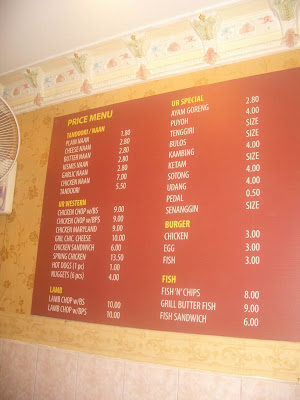 PRICE MENU
TANDOORI / NAAN
PLAIN NAAN 1.80
CHEESE NAAN 2.80
BUTTER NAAN 2.80
KISMIS NAAN 2.80
GARLIC NAAN 2.80
CHICKEN NAAN 7.00
TANDOORI 5.50
UR WESTERN
CHICKEN CHOP w/BS 9.00
CHICKEN CHOP w/BPS 9.00
CHICKEN MARYLAND 9.00
GRIL CHIC. CHEESE 10.00
CHICKEN SANDWICH 6.00
SPRING CHICKEN 13.50
HOT DOGS (1 pc) 1.00
NUGGETS (6 pcs) 4.00
LAMB
LAMB CHOP w/BS 10.00
LAMB CHOP w/BPS 10.00
UR SPECIAL
AYAM GORENG 2.80
PUYOH 4.00
TENGGIRI SIZE
BULOS SIZE
KAMBING 4.00
KETAM SIZE
SOTONG 4.00
UDANG 4.00
PEDAL 0.50
SENANGGIN SIZE
BURGER
CHICKEN 3.00
EGG 3.00
FISH 3.00
FISH
FISH 'N' CHIPS 8.00
GRILL BUTTER FISH 9.00
FISH SANDWICH 6.00